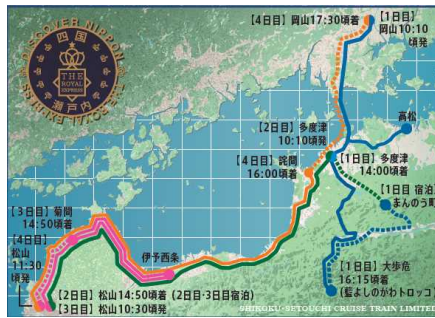 DISCOVER NIPPON
四国
THE
ROYAL
EXPRESS
瀬戸内
THE ROYAL EXPRESS
【4日目】岡山17:30頃着
【1日目】
岡山10:10
頃発
【2日目】多度津
10:10頃発
高松
【4日目】詫間
16:00頃着
【1日目】多度津
14:00頃着
【1日目 宿泊】
まんのう町
【3日目】菊間
14:50頃着
【4日目】
松山
11:30
頃発
伊予西条
【1日目】大歩危
16:15頃着
(藍よしのがわトロッコ)
【2日目】松山14:50頃着 (2日目・3日目宿泊)
【3日目】松山10:30頃発
SHIKOKU-SETOUCHI CRUISE TRAIN LIMITED